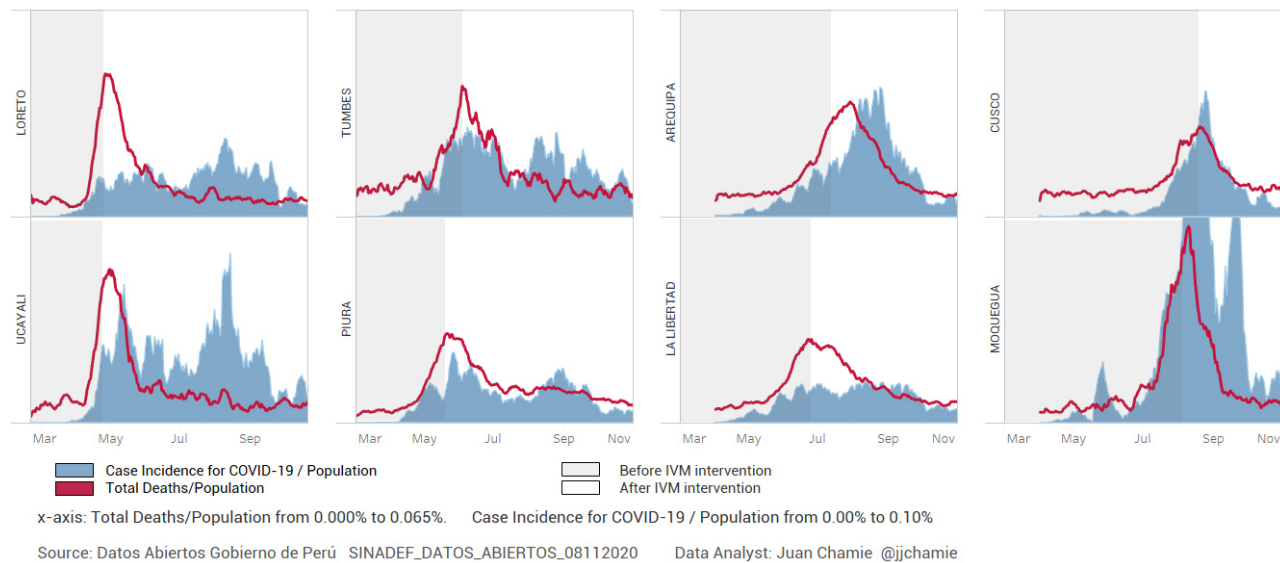 LORETO
TUMBES
AREQUIPA
CUSCO
UCAYALI
PIURA
LA LIBERTAD
MOQUEGUA
Mar May Jul Sep
Mar May Jul Sep Nov
Mar May Jul Sep Nov
Mar May Jul Sep Nov
Case Incidence for COVID-19 / Population
Total Deaths/Population
Before IVM intervention
After IVM intervention
x-axis: Total Deaths/Population from 0.000% to 0.065%. Case Incidence for COVID-19 / Population from 0.00% to 0.10%
Source: Datos Abiertos Gobierno de Perú SINADEF_DATOS_ABIERTOS_08112020 Data Analyst: Juan Chamie @jjchamie